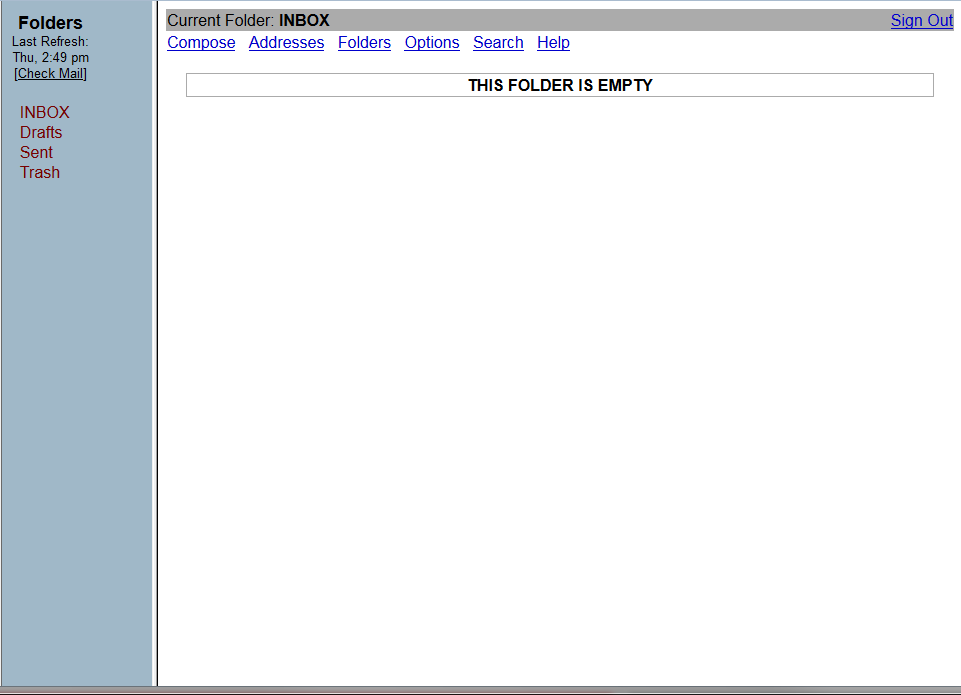 Folders
Last Refresh:
Thu, 2:49 pm
[Check Mail]
INBOX
Drafts
Sent
Trash
Current Folder: INBOX Sign Out
Compose Addresses Folders Options Search Help
THIS FOLDER IS EMPTY